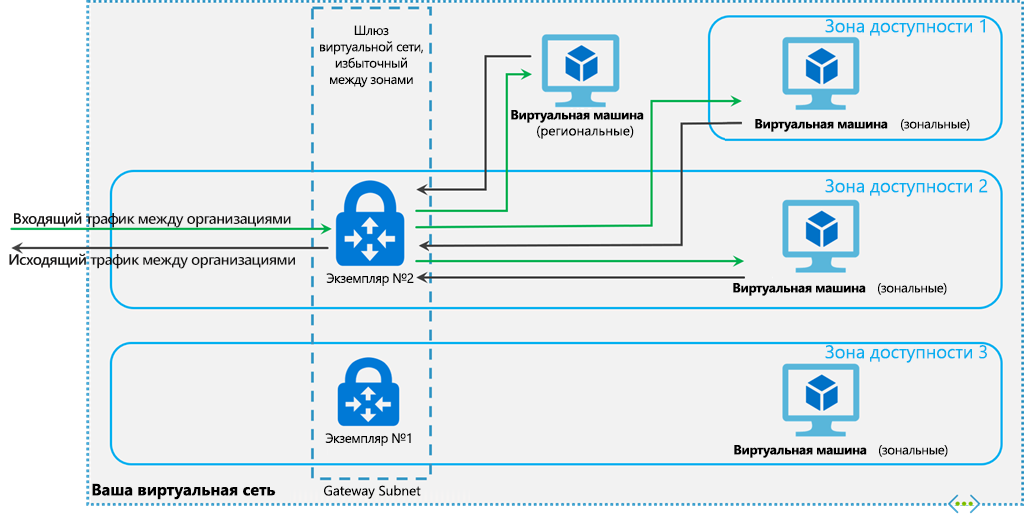 Шлюз
виртуальной сети,
избыточный
между зонами
Виртуальная машина
(региональные)
Зона доступности 1
Виртуальная машина (зональные)
Зона доступности 2
Входящий трафик между организациями
Исходящий трафик между организациями
Экземпляр №2
Виртуальная машина (зональные)
Зона доступности 3
Экземпляр №1
Виртуальная машина (зональные)
Ваша виртуальная сеть
Gateway Subnet